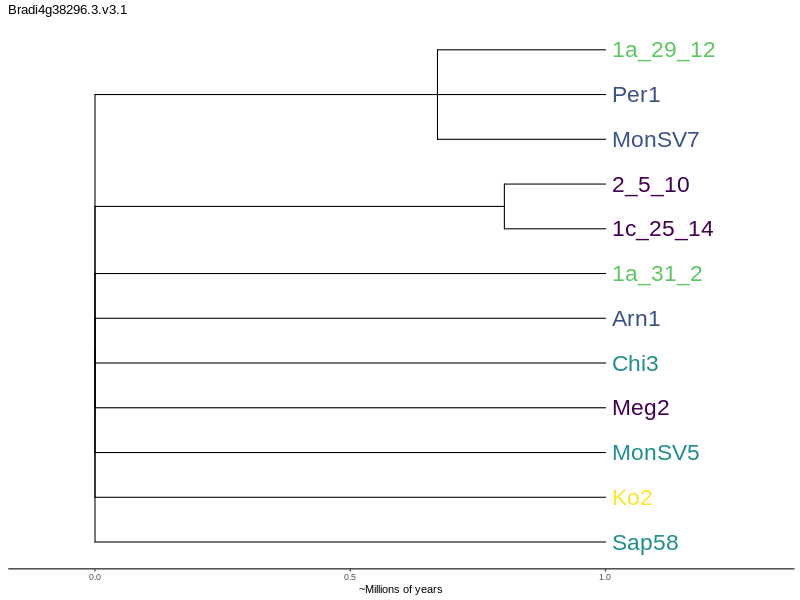 Bradi4g38296.3.v3.1
1a_29_12
Per1
MonSV7
2_5_10
1c_25_14
1a_31_2
Arn1
Chi3
Meg2
MonSV5
Ko2
Sap58
0.0 0.5 1.0
~Millions of years